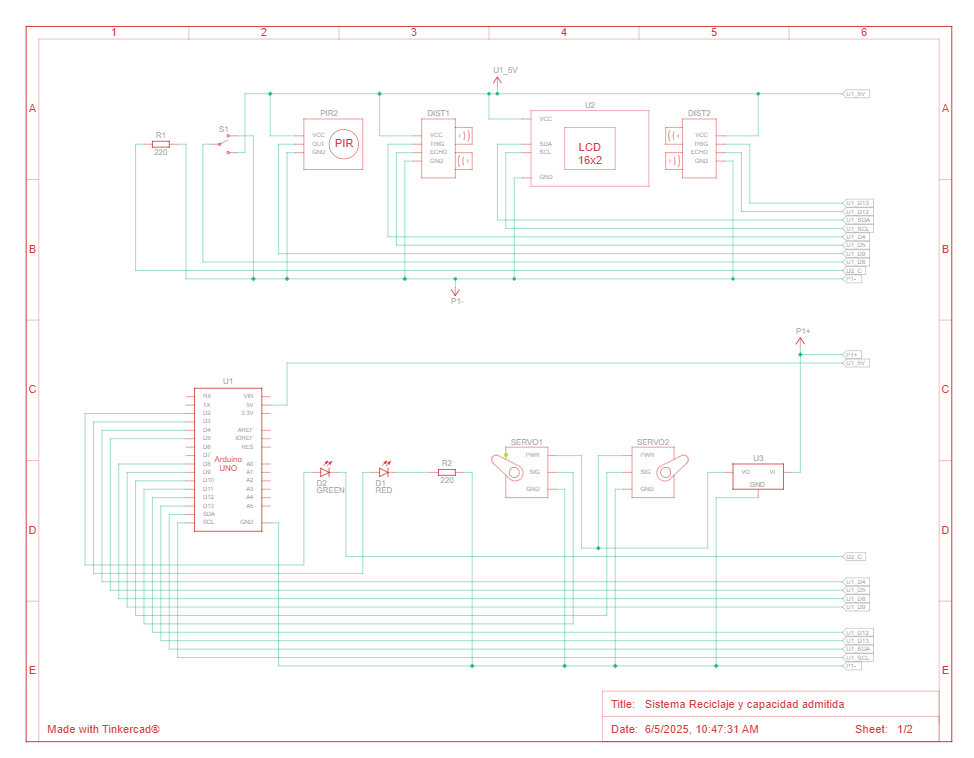 1 2 3 4 5 6
U1_5V
A A
U1_5V
PIR2 DIST1 U2 DIST2
R1 S1
220
VCC OUT GND PIR
VCC TRIG ECHO GND
VCC SDA SCL GND
LCD
16x2
VCC TRIG ECHO GND
B B
U1_D13
U1_D12
U1_SDA
U1_SCL
U1_D4
U1_D5
U1_D9
U1_D8
D2_C
P1-
P1-
P1+
C C
P1+
U1_5V
U1
RX VIN
TX 5V
D2 3.3V
D3
D4 AREF
D5 IOREF
D6 RES
D7
Arduino
UNO
D8 A0
D9 A1
D10 A2
D11 A3
D12 A4
D13 A5
SDA
SCL GND
D2
GREEN
D1
RED
R2
220
SERVO1
PWR
SIG
GND
SERVO2
PWR
SIG
GND
U3
VO VI
GND
D D
D2_C
U1_D4
U1_D5
U1_D8
U1_D9
U1_D12
U1_D13
U1_SDA
U1_SCL
P1-
E E
Title: Sistema Reciclaje y capacidad admitida
Made with Tinkercad®
Date: 6/5/2025, 10:47:31 AM Sheet: 1/2